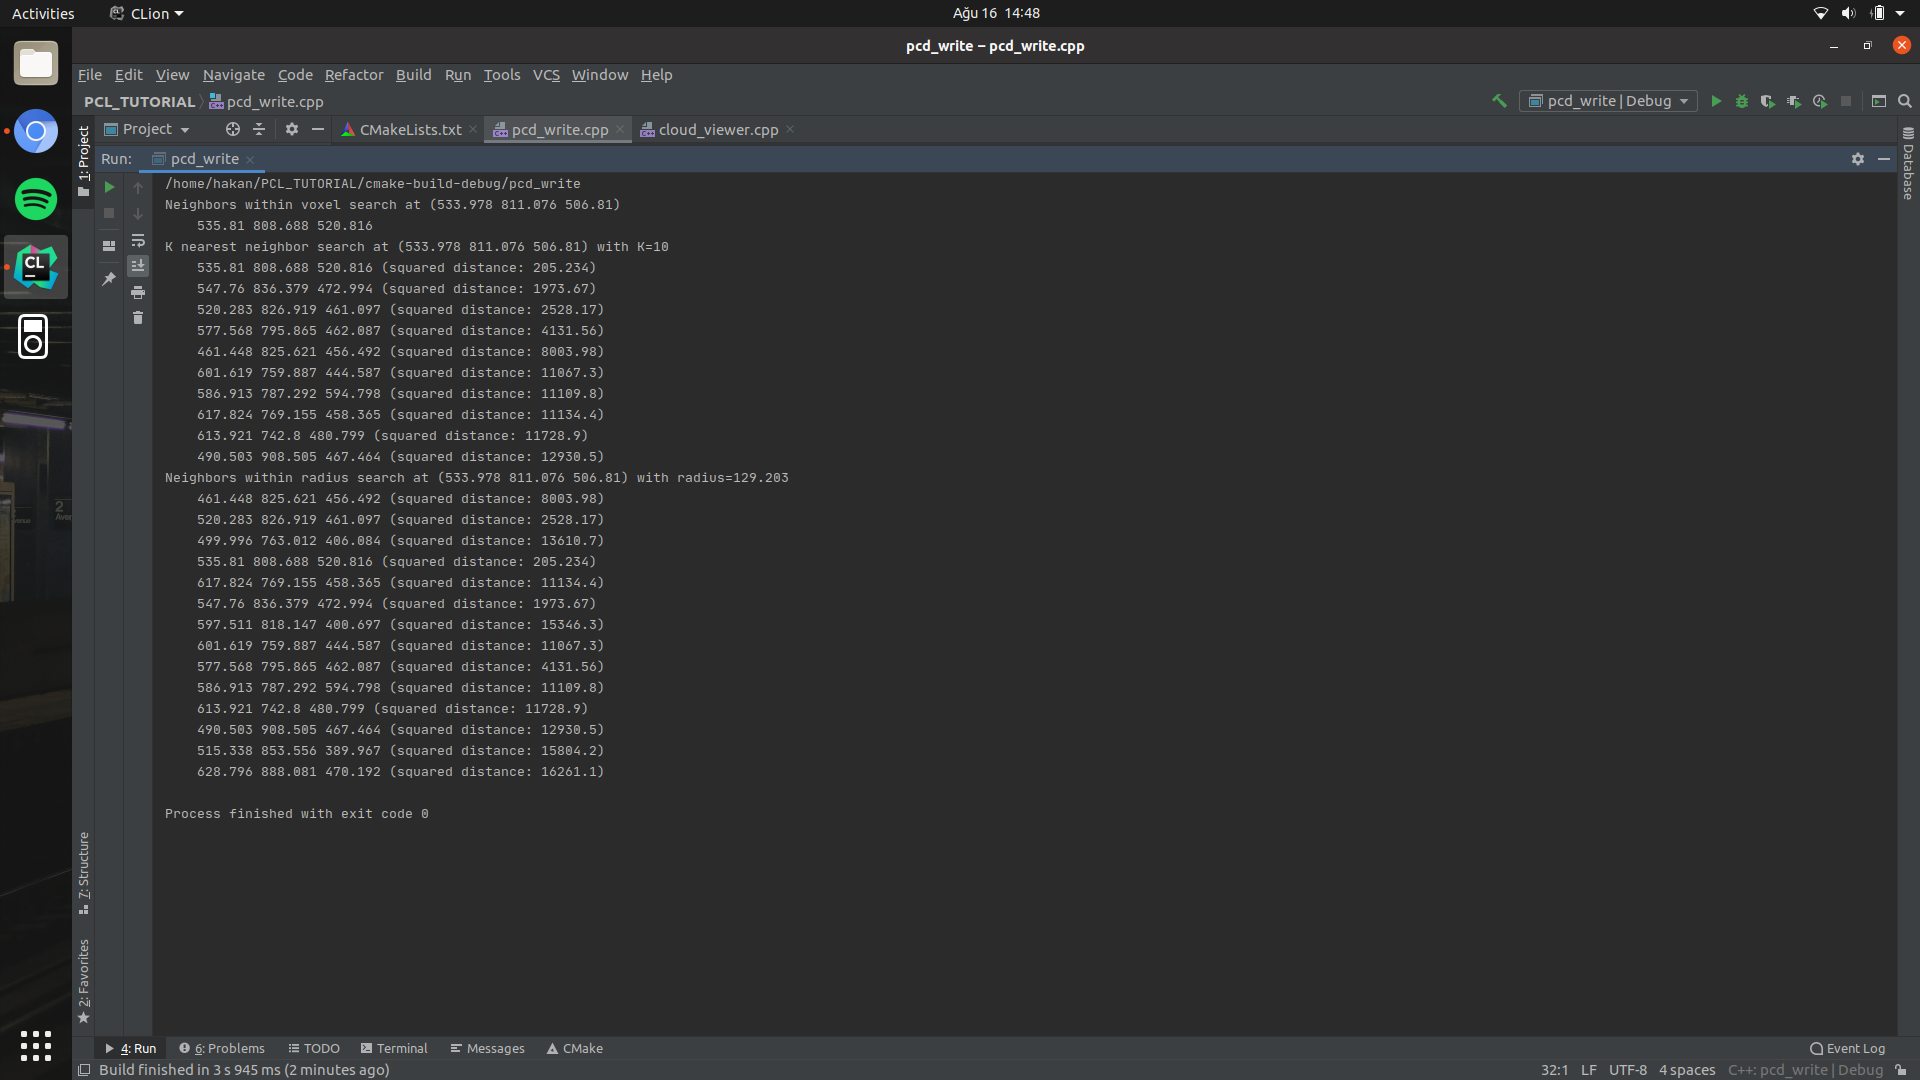 Activities
CLion
Ağu 16 14:48
pcd_write – pcd_write.cpp
File Edit View Navigate Code Refactor Build Run Tools VCS Window Help
PCL_TUTORIAL pcd_write.cpp
pcd_write | Debug
Project
CMakeLists.txt
pcd_write.cpp
cloud_viewer.cpp
1: Project
Database
Run: pcd_write
/home/hakan/PCL_TUTORIAL/cmake-build-debug/pcd_write
Neighbors within voxel search at (533.978 811.076 506.81)
535.81 808.688 520.816
K nearest neighbor search at (533.978 811.076 506.81) with K=10
535.81 808.688 520.816 (squared distance: 205.234)
547.76 836.379 472.994 (squared distance: 1973.67)
520.283 826.919 461.097 (squared distance: 2528.17)
577.568 795.865 462.087 (squared distance: 4131.56)
461.448 825.621 456.492 (squared distance: 8003.98)
601.619 759.887 444.587 (squared distance: 11067.3)
586.913 787.292 594.798 (squared distance: 11109.8)
617.824 769.155 458.365 (squared distance: 11134.4)
613.921 742.8 480.799 (squared distance: 11728.9)
490.503 908.505 467.464 (squared distance: 12930.5)
Neighbors within radius search at (533.978 811.076 506.81) with radius=129.203
461.448 825.621 456.492 (squared distance: 8003.98)
520.283 826.919 461.097 (squared distance: 2528.17)
499.996 763.012 406.084 (squared distance: 13610.7)
535.81 808.688 520.816 (squared distance: 205.234)
617.824 769.155 458.365 (squared distance: 11134.4)
547.76 836.379 472.994 (squared distance: 1973.67)
597.511 818.147 400.697 (squared distance: 15346.3)
601.619 759.887 444.587 (squared distance: 11067.3)
577.568 795.865 462.087 (squared distance: 4131.56)
586.913 787.292 594.798 (squared distance: 11109.8)
613.921 742.8 480.799 (squared distance: 11728.9)
490.503 908.505 467.464 (squared distance: 12930.5)
515.338 853.556 389.967 (squared distance: 15804.2)
628.796 888.081 470.192 (squared distance: 16261.1)
Process finished with exit code 0
CL
7: Structure
2: Favorites
4: Run
6: Problems
TODO
Terminal
Messages
CMake
Event Log
Build finished in 3 s 945 ms (2 minutes ago)
32:1 LF UTF-8 4 spaces C++: pcd_write | Debug